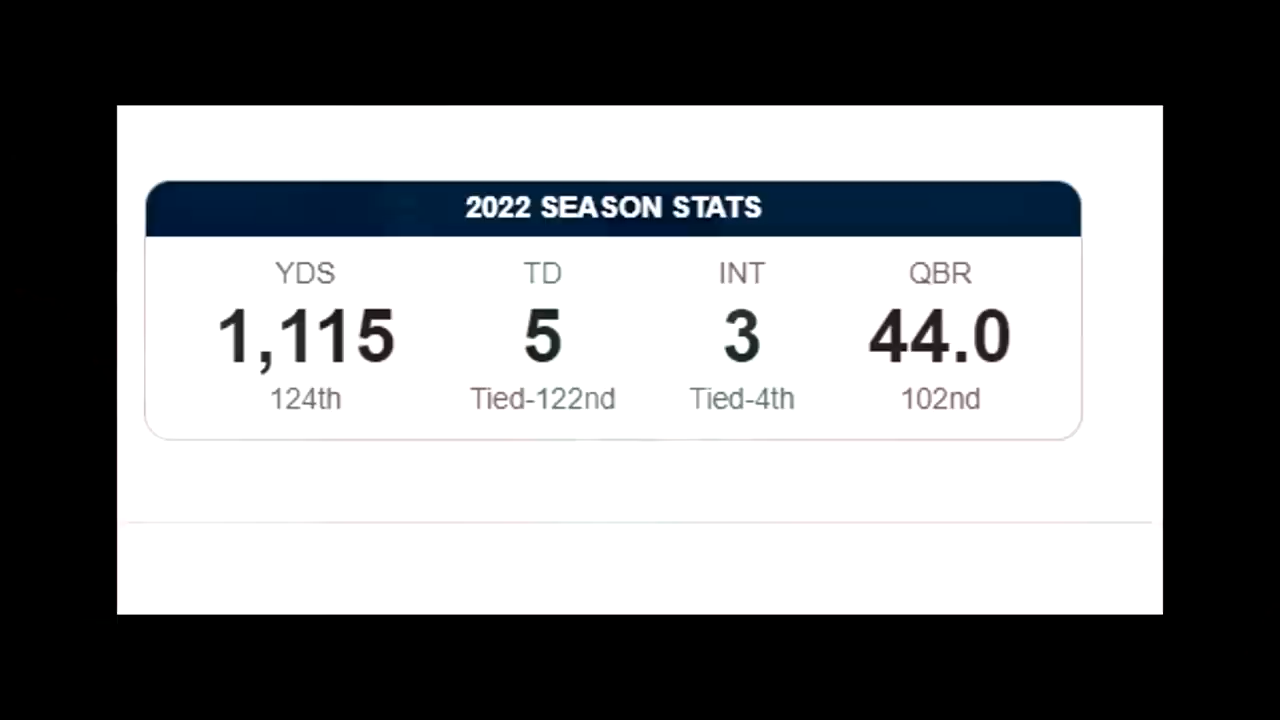 2022 SEASON STATS
YDS TD INT QBR
1,115 5 3 44.0
124th Tied-122nd Tied-4th 102nd